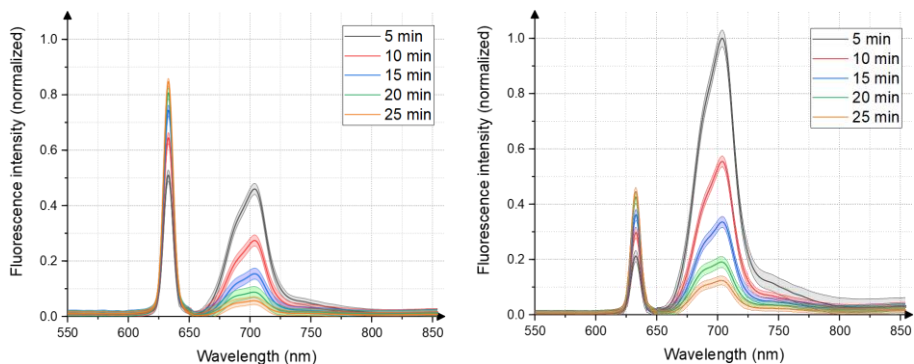 Fluorescence intensity (normalized)
1.0
0.8
0.6
0.4
0.2
0.0
550 600 650 700 750 800 850
Wavelength (nm)
5 min
10 min
15 min
20 min
25 min
Fluorescence intensity (normalized)
1.0
0.8
0.6
0.4
0.2
0.0
550 600 650 700 750 800 850
Wavelength (nm)
5 min
10 min
15 min
20 min
25 min